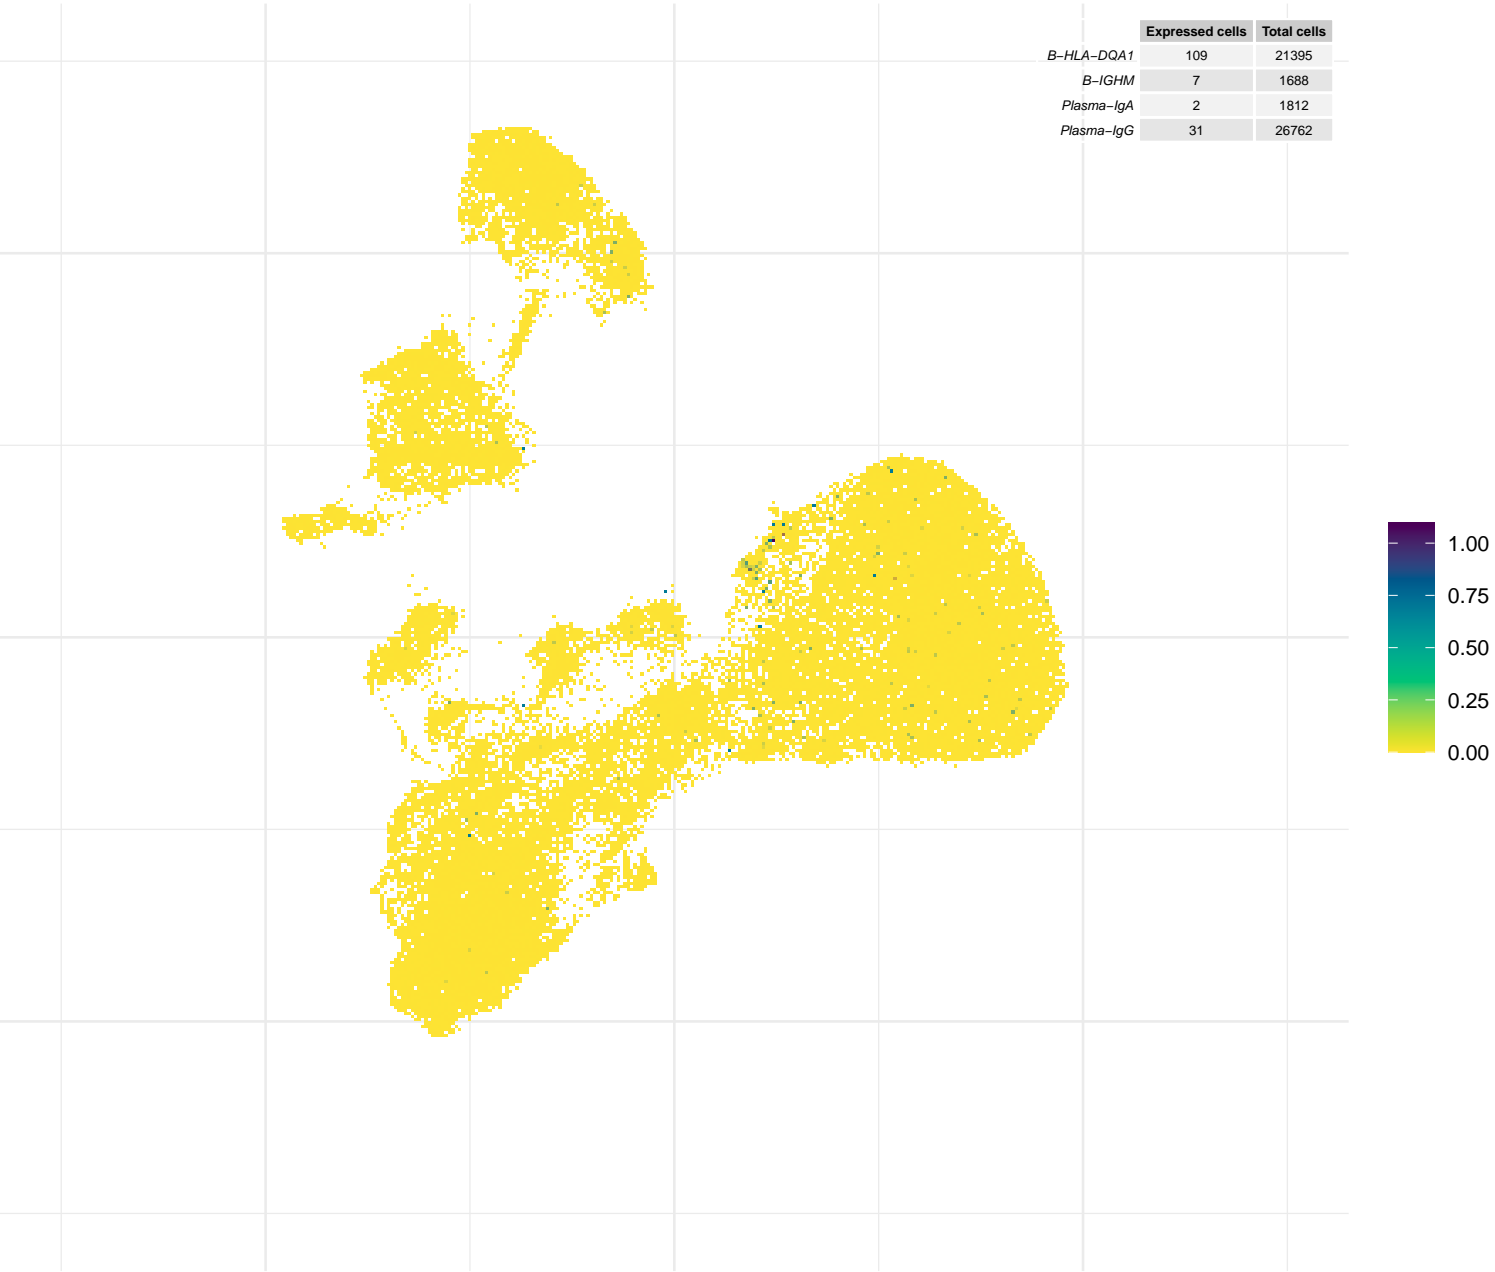 Expressed cells Total cells
B−HLA−DQA1 109 21395
B−IGHM 7 1688
Plasma−IgA 2 1812
Plasma−IgG 31 26762
1.00
0.75
0.50
0.25
0.00